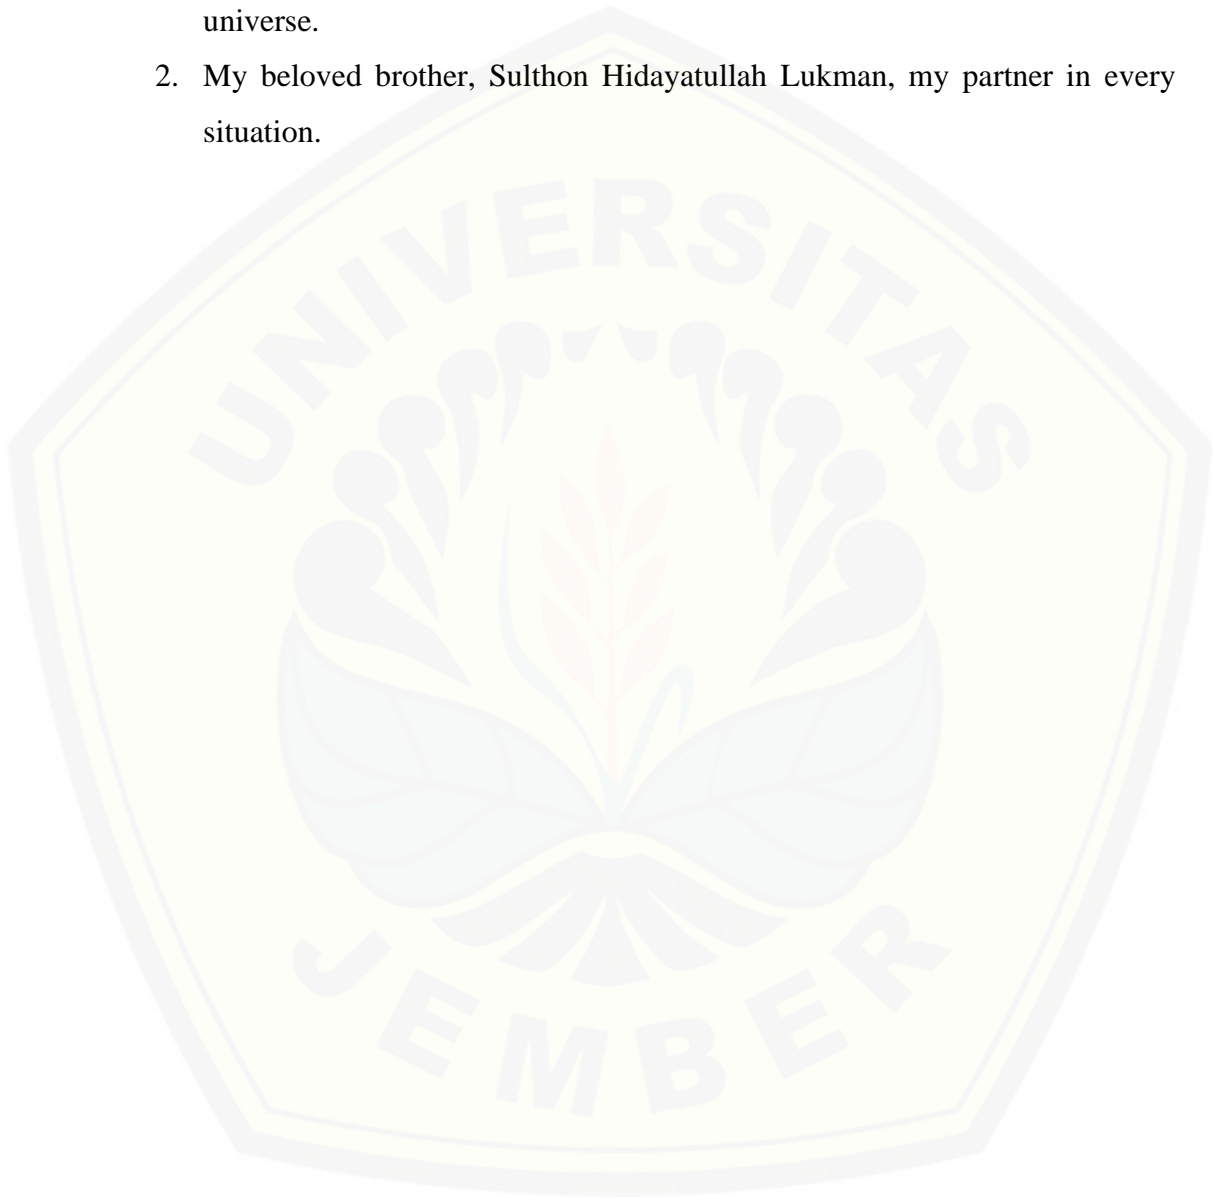 universe.
2. My beloved brother, Sulthon Hidayatullah Lukman, my partner in every
situation.
UNIVERSITAS
JEMBER